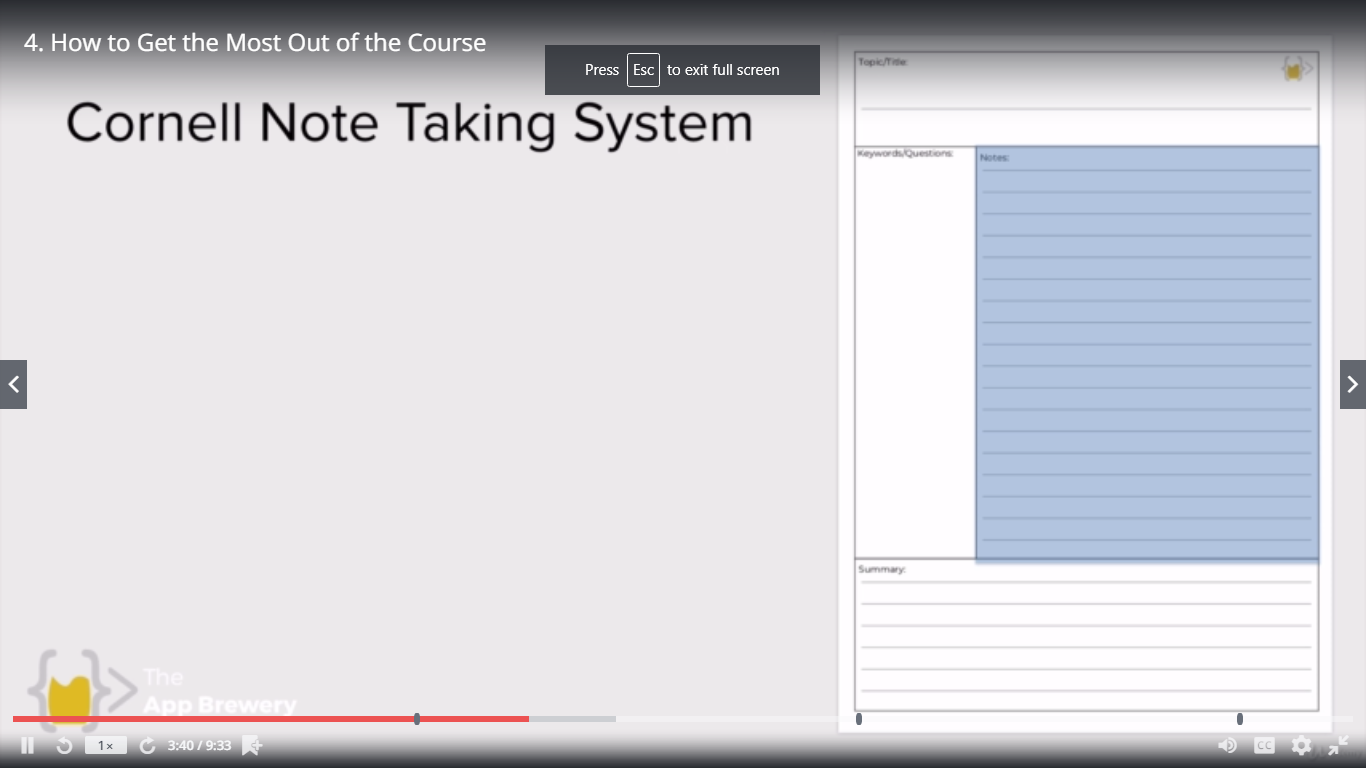 4. How to Get the Most Out of the Course
Press Esc to exit full screen
Cornell Note Taking System
Topic/Title:
Keywords/Questions:
Notes:
Summary:
The
App Brewery
1×
3:40 / 9:33
CC